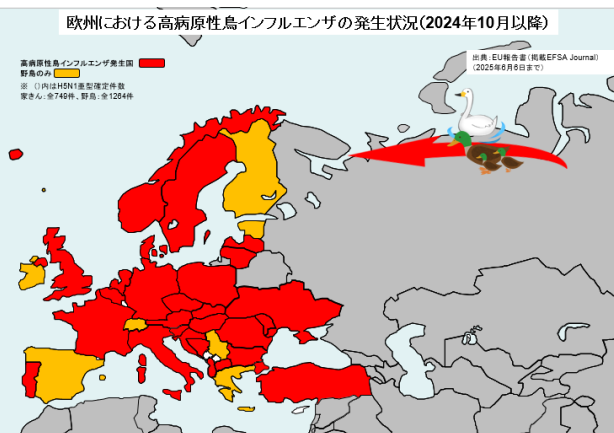 欧州における高病原性鳥インフルエンザの発生状況(2024年10月以降)
出典:EU報告書(掲載EFSA Journal)
(2025年6月6日まで)
高病原性鳥インフルエンザ発生国
野鳥のみ
※ ()内はH5N1亜型確定件数
家きん:全749件、野鳥:全1264件